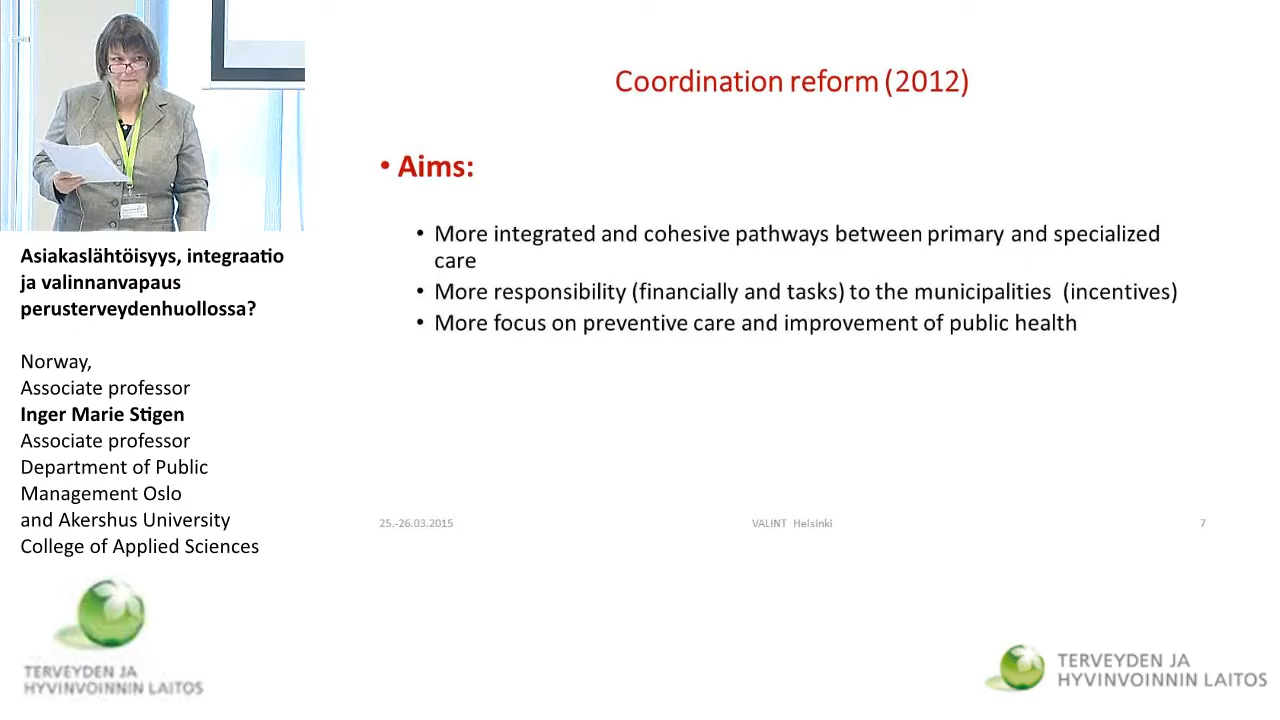 Asiakaslähtöisyys, integraatio
ja valinnanvapaus
perusterveydenhuollossa?
Norway,
Associate professor
Inger Marie Stigen
Associate professor
Department of Public
Management Oslo
and Akershus University
College of Applied Sciences
TERVEYDEN JA
HYVINVOINNIN LAITOS
Coordination reform (2012)
• Aims:
• More integrated and cohesive pathways between primary and specialized
care
• More responsibility (financially and tasks) to the municipalities (incentives)
• More focus on preventive care and improvement of public health
25.-26.03.2015
VALINT Helsinki
7
TERVEYDEN JA
HYVINVOINNIN LAITOS